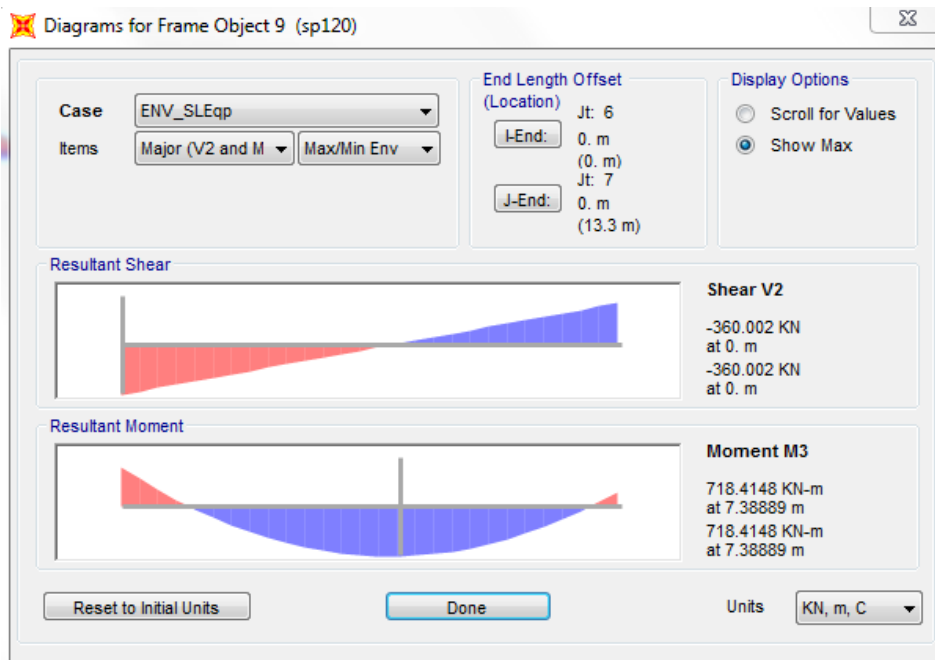 Diagrams for Frame Object 9 (sp120)
Case
ENV_SLEqp
Items
Major (V2 and M
Max/Min Env
End Length Offset
(Location)
Jt: 6
I-End:
0. m
(0. m)
Jt: 7
J-End:
0. m
(13.3 m)
Display Options
Scroll for Values
Show Max
Resultant Shear
Shear V2
-360.002 KN
at 0. m
-360.002 KN
at 0. m
Resultant Moment
Moment M3
718.4148 KN-m
at 7.38889 m
718.4148 KN-m
at 7.38889 m
Reset to Initial Units
Done
Units
KN, m, C